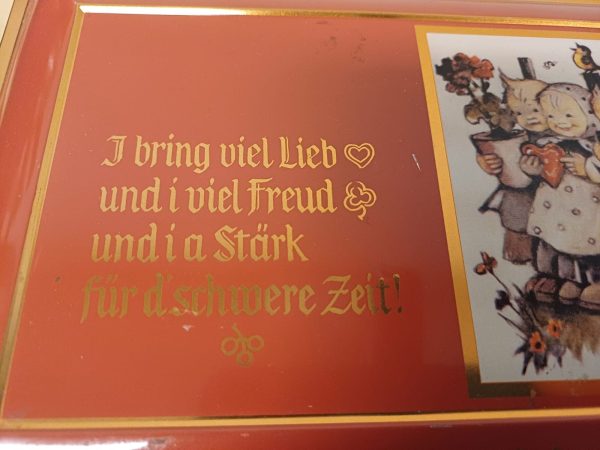 I bring viel Lieb
und i viel Freud
und i a Stärk
für d'schwere Zeit!